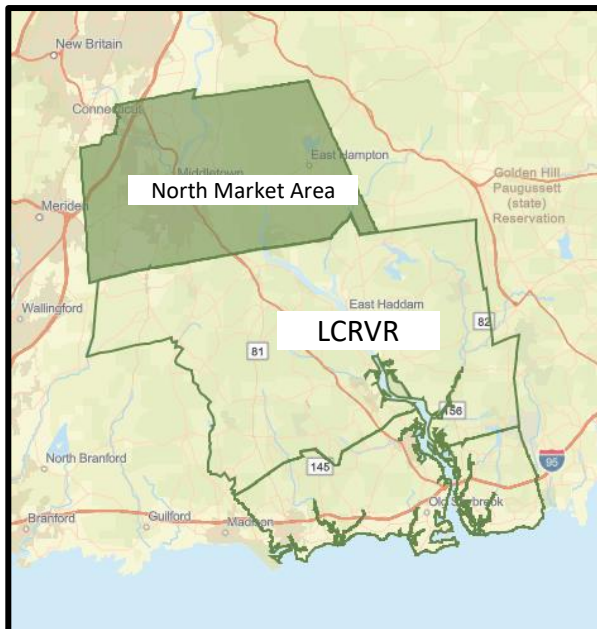 New Britain
Connecticut
Middletown
East Hampton
North Market Area
Meriden
Golden Hill
Paugussett
(state)
Reservation
Wallingford
East Haddam
82
LCRVR
81
156
145
95
North Branford
Old Saybrook
Branford
Guilford
Madison